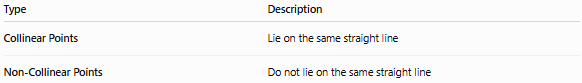 Type Description
Collinear Points Lie on the same straight line
Non-Collinear Points Do not lie on the same straight line